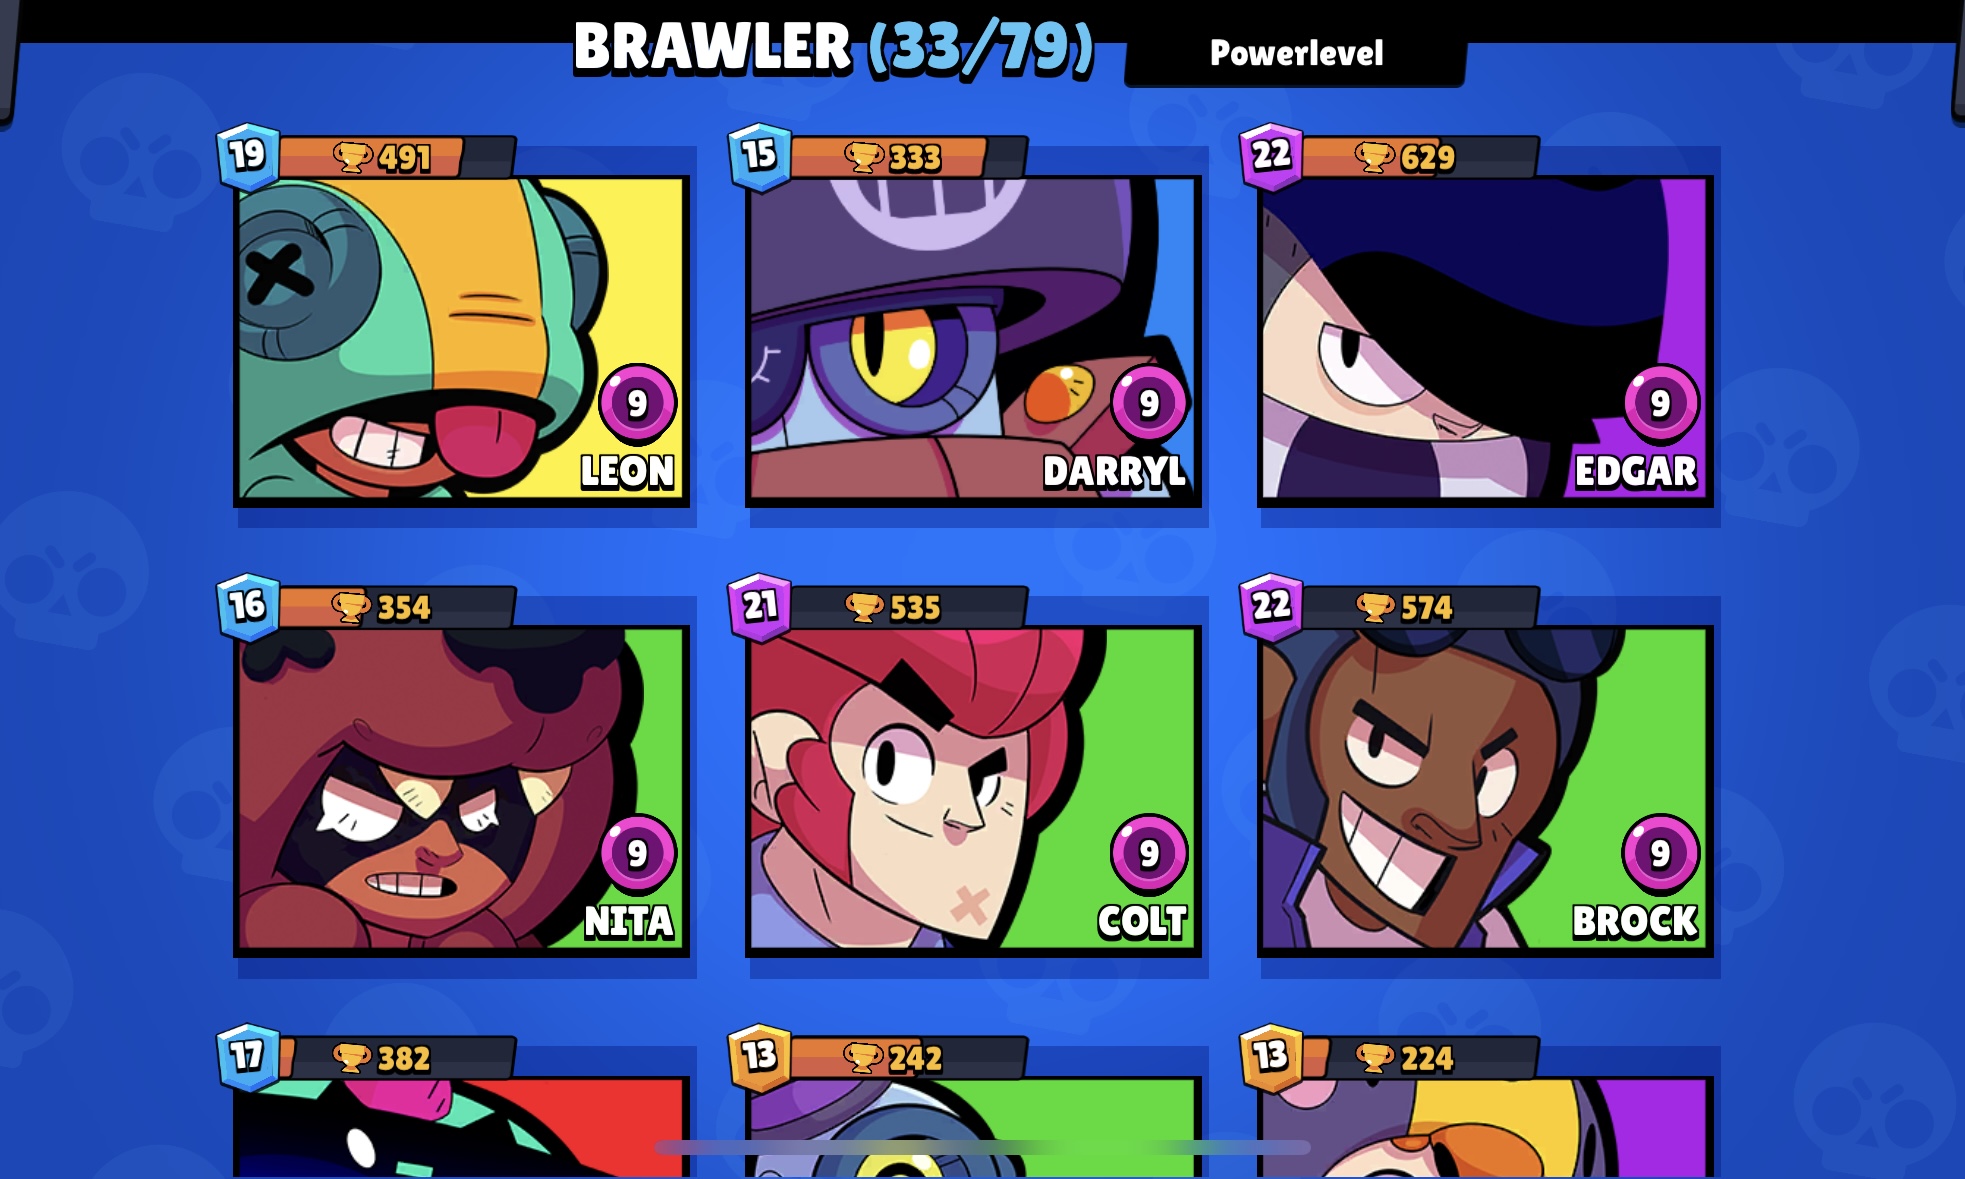 BRAWLER (33/79)
Powerlevel
19 491
15 333
22 629
9
9
9
LEON
DARRYL
EDGAR
16 354
21 535
22 574
9
9
9
NITA
COLT
BROCK
17 382
13 242
13 224